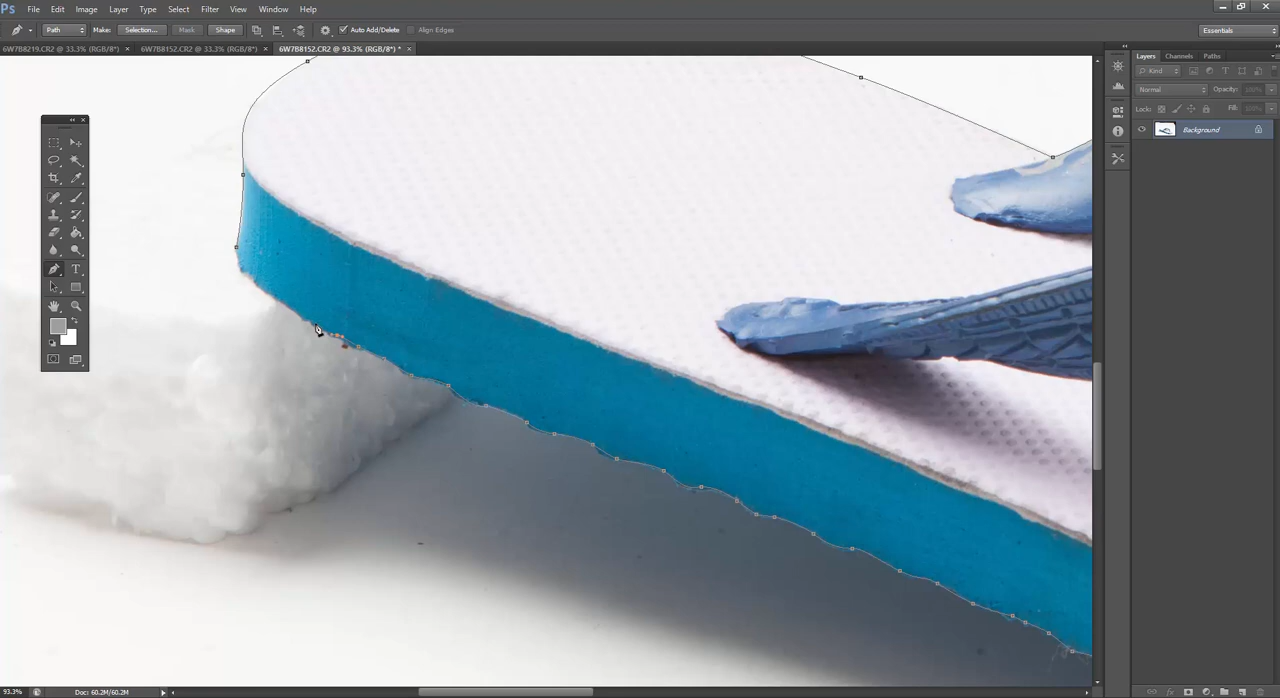 Ps File Edit Image Layer Type Select Filter View Window Help
Path Make: Selection... Mask Shape Auto Add/Delete Align Edges Essentials
6W7B8219.CR2 @ 33.3% (RGB/8*) × 6W7B8152.CR2 @ 33.3% (RGB/8*) × 6W7B8152.CR2 @ 93.3% (RGB/8*) * ×
Layers Channels Paths
Kind
Normal Opacity: 100%
Lock: Fill: 100%
Background
93.3% Doc: 60.2M/60.2M